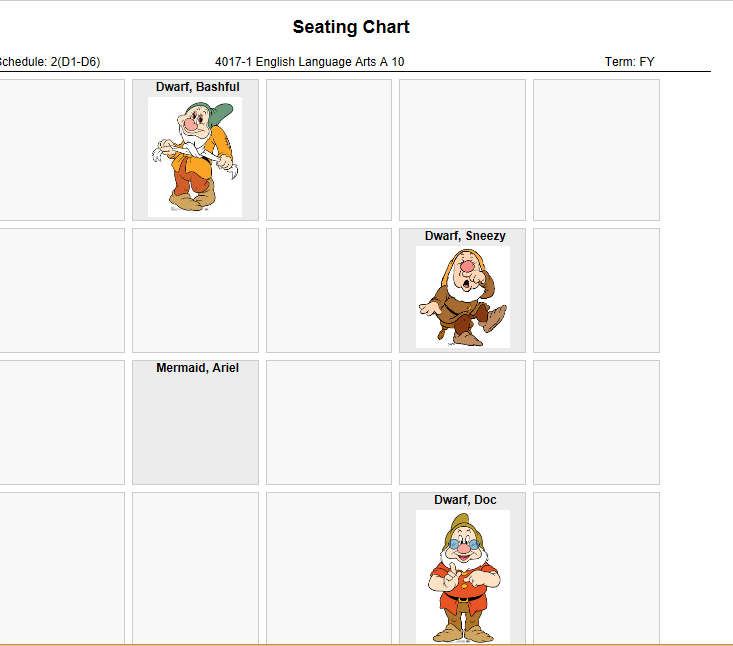 Seating Chart
Schedule: 2(D1-D6) 4017-1 English Language Arts A 10 Term: FY
Dwarf, Bashful
Dwarf, Sneezy
Mermaid, Ariel
Dwarf, Doc